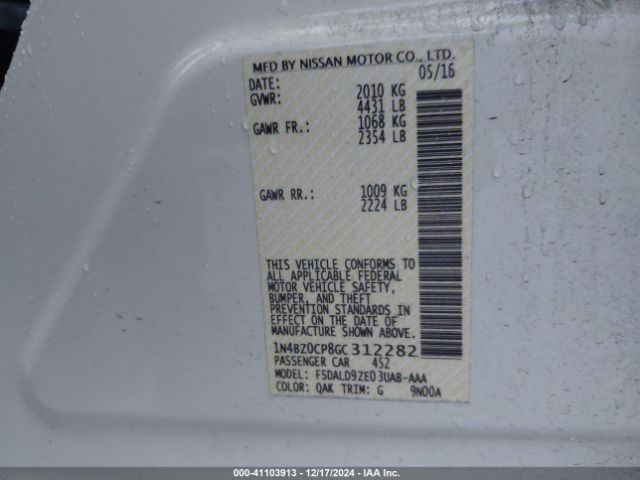 MFD BY NISSAN MOTOR CO., LTD.
DATE: 05/16
GVWR: 2010 KG
4431 LB
GAWR FR.: 1068 KG
2354 LB
GAWR RR.: 1009 KG
2224 LB
THIS VEHICLE CONFORMS TO
ALL APPLICABLE FEDERAL
MOTOR VEHICLE SAFETY,
BUMPER, AND THEFT
PREVENTION STANDARDS IN
EFFECT ON THE DATE OF
MANUFACTURE SHOWN ABOVE.
1N4BZ0CP8GC312282
PASSENGER CAR 452
MODEL: FSDALD9ZE03UAB-AAA
COLOR: QAK TRIM: G 9N00A
000-41103913 - 12/17/2024 - IAA Inc.